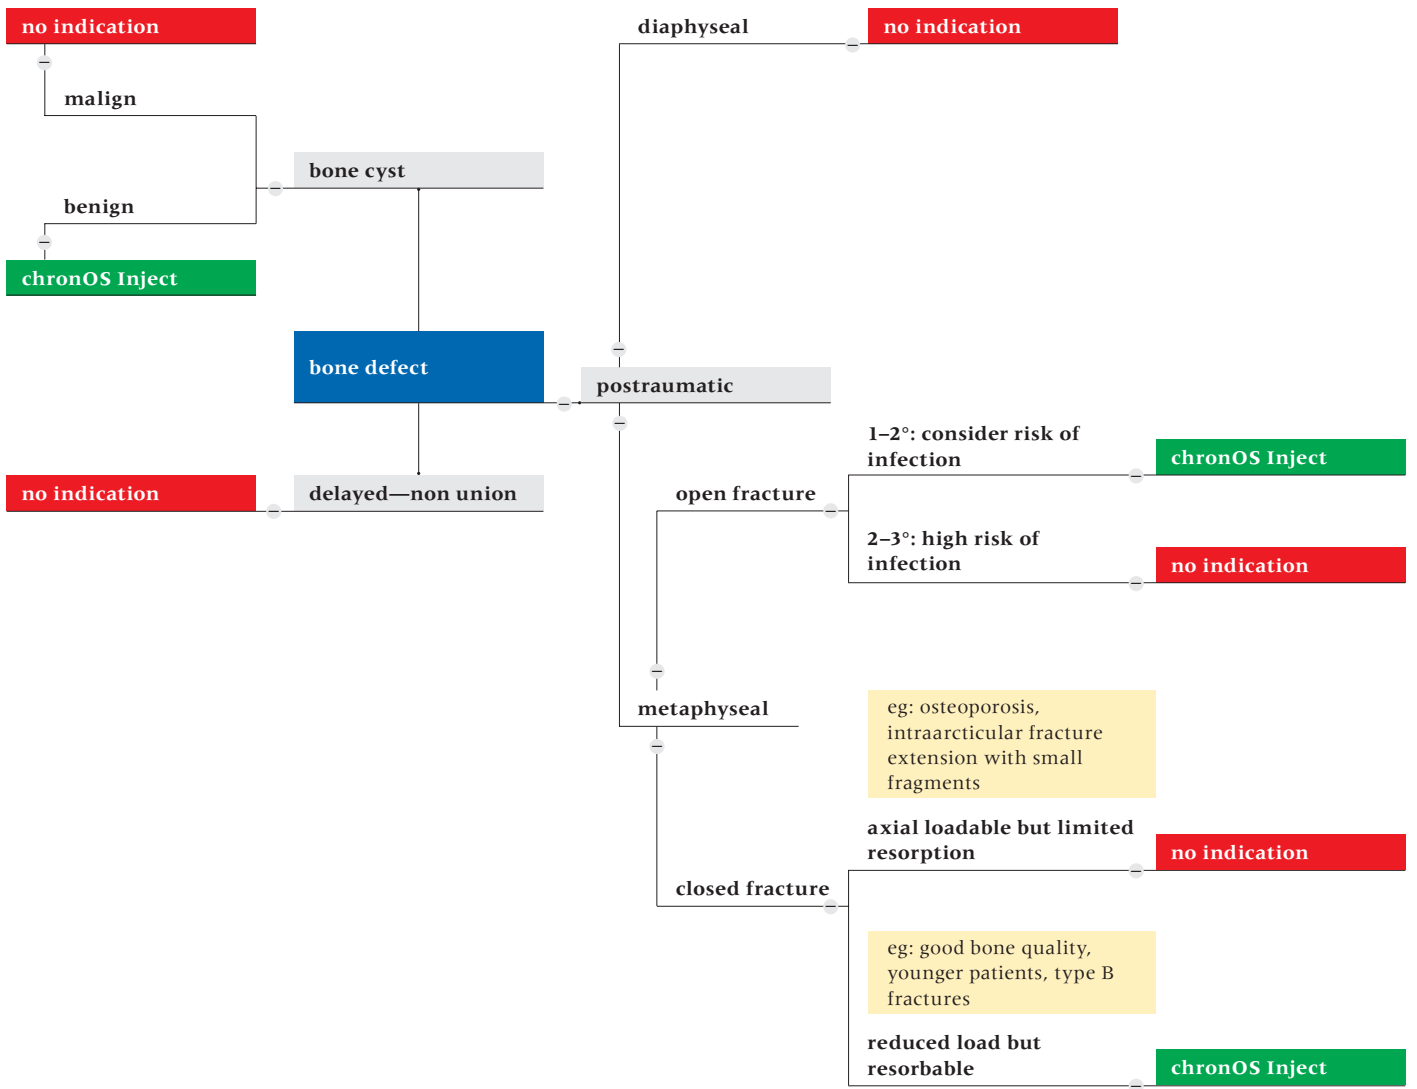 no indication
malign
bone cyst
benign
chronOS Inject
bone defect
no indication
delayed—non union
diaphyseal
no indication
postraumatic
1–2°: consider risk of
infection
chronOS Inject
open fracture
2–3°: high risk of
infection
no indication
metaphyseal
eg: osteoporosis,
intraarcticular fracture
extension with small
fragments
axial loadable but limited
resorption
no indication
closed fracture
eg: good bone quality,
younger patients, type B
fractures
reduced load but
resorbable
chronOS Inject